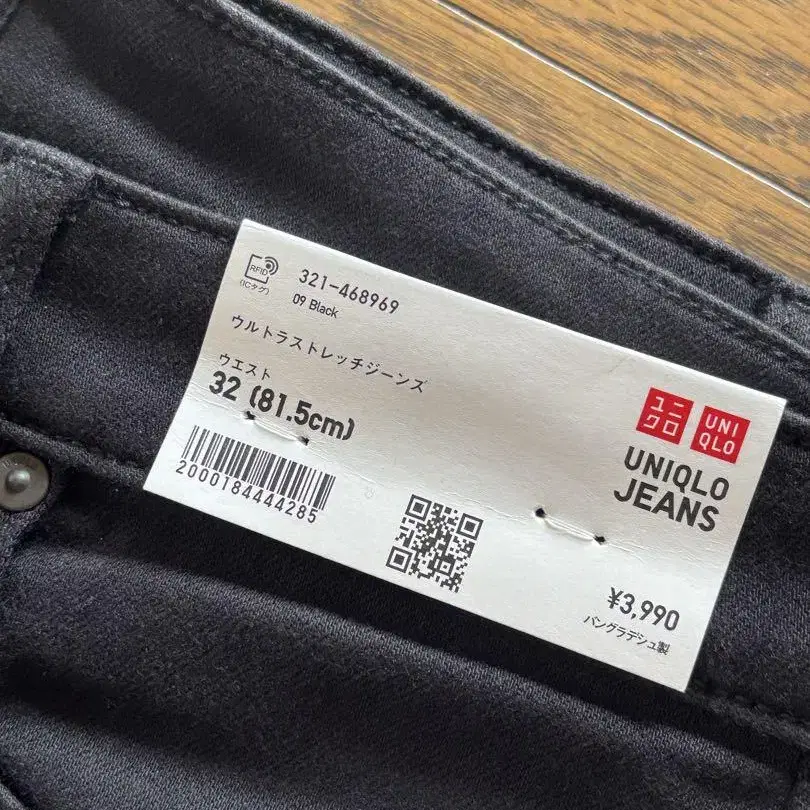 RFID
(ICタグ)
321-468969
09 Black
ウルトラストレッチジーンズ
ウエスト
32 (81.5cm)
2000184444285
ユニ
クロ
UNI
QLO
UNIQLO
JEANS
¥3,990
バングラデシュ製